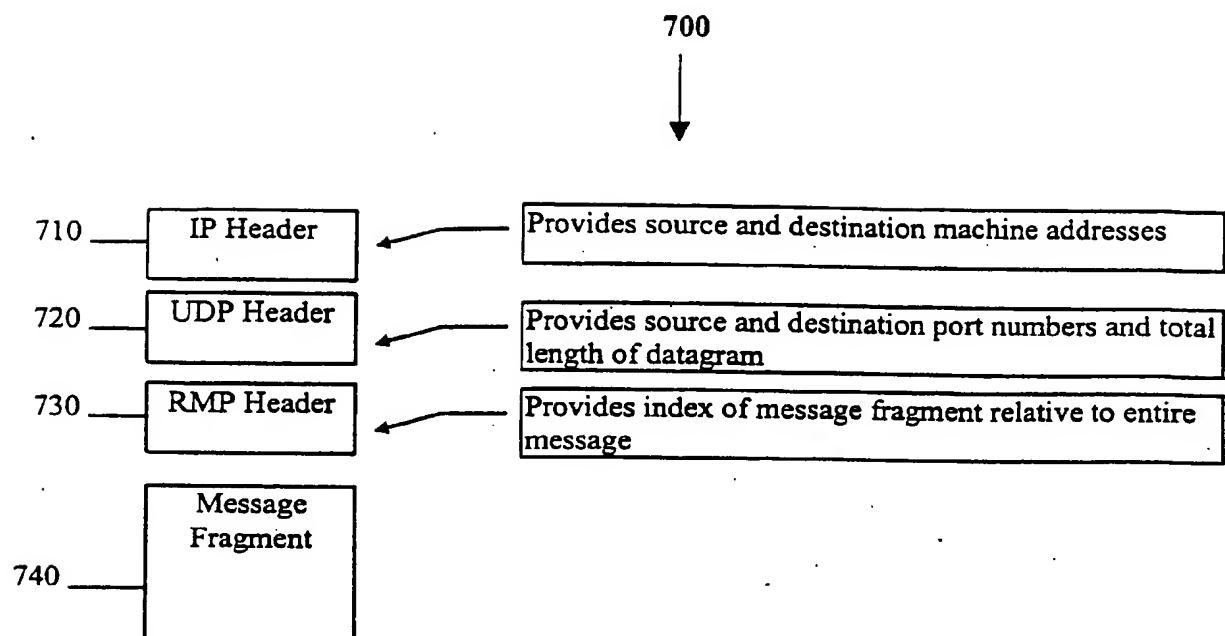 700
710
IP Header
Provides source and destination machine addresses
720
UDP Header
Provides source and destination port numbers and total
length of datagram
730
RMP Header
Provides index of message fragment relative to entire
message
Message
Fragment
740